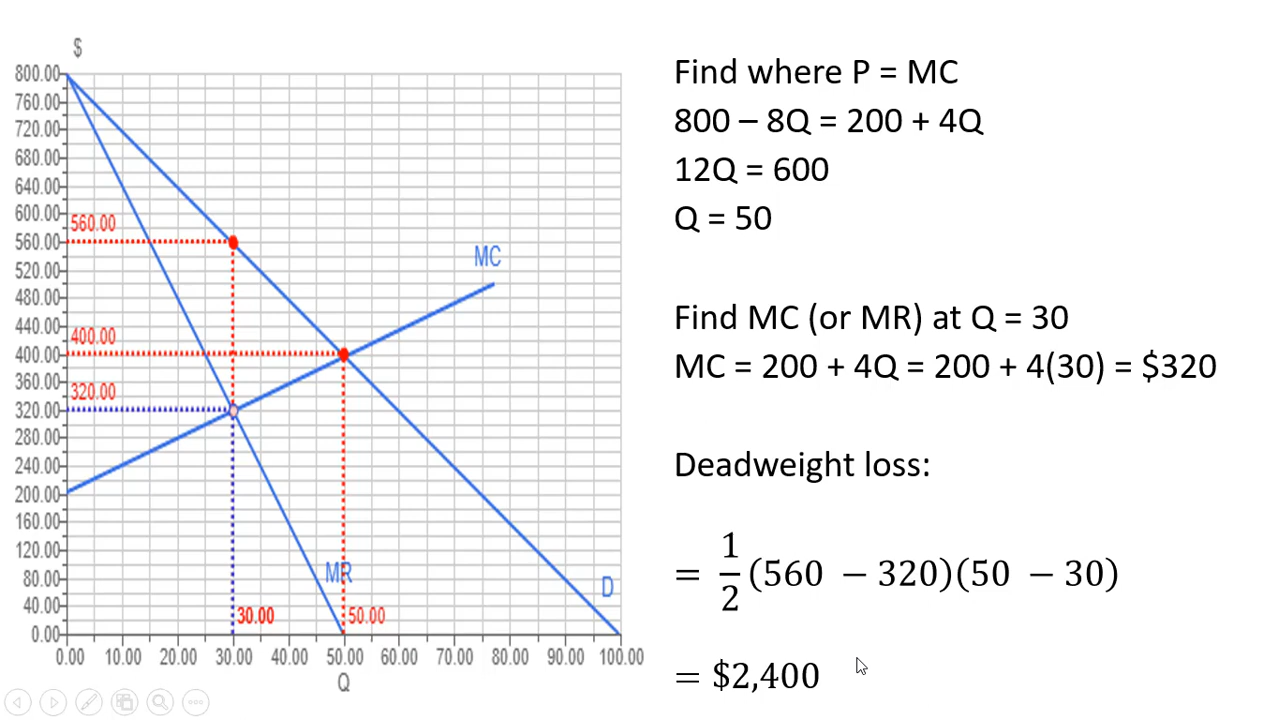 $
800.00
760.00
720.00
680.00
640.00
600.00
560.00
520.00
480.00
440.00
400.00
360.00
320.00
280.00
240.00
200.00
160.00
120.00
80.00
40.00
0.00
560.00
400.00
320.00
MC
MR
D
30.00
50.00
0.00 10.00 20.00 30.00 40.00 50.00 60.00 70.00 80.00 90.00 100.00
Q
Find where P = MC
800 – 8Q = 200 + 4Q
12Q = 600
Q = 50
Find MC (or MR) at Q = 30
MC = 200 + 4Q = 200 + 4(30) = $320
Deadweight loss:
= 1/2 (560 − 320)(50 − 30)
= $2,400